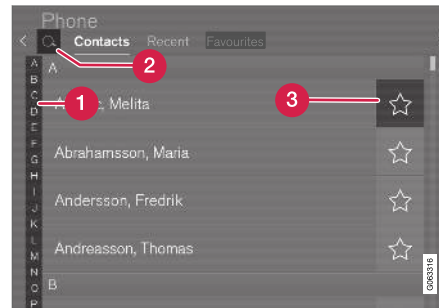 Phone
Contacts Recent Favourites
A
B
C
D
E
F
G
H
I
J
K
L
M
N
O
P
A
2
1
Melita
3
Abrahamsson, Maria
Andersson, Fredrik
Andreasson, Thomas
B
G063316